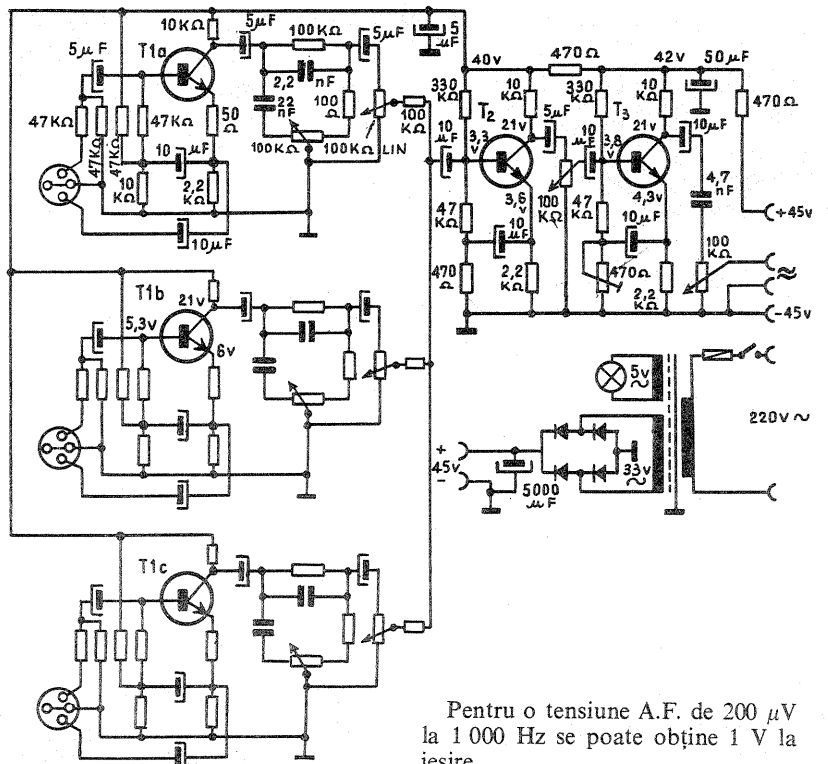 10KΩ
5μF
T1a
5μF
100KΩ
2,2 nF
22 nF
100 Ω
100KΩ
100KΩ LIN
5μF
100 KΩ
5 μF
47KΩ
47KΩ
47KΩ
47KΩ
50 Ω
10 μF
10 KΩ
2,2 KΩ
10μF
40v
470Ω
42v
50μF
330 KΩ
10 KΩ
T2
5μF
330 KΩ
T3
10 KΩ
470Ω
10 μF
3,3 v
21v
10 μF
3,8 v
21v
10μF
4,7 nF
3,6v
100 KΩ
4,3v
47 KΩ
10 μF
47 KΩ
10μF
100 KΩ
+45v
470 Ω
2,2 KΩ
470Ω
2,2 KΩ
≈
-45v
T1b
21v
5,3v
6v
5v ~
+
45v
-
5000 μF
33v ~
220v ~
T1c
Pentru o tensiune A.F. de 200 μV
la 1 000 Hz se poate obține 1 V la
ieșire